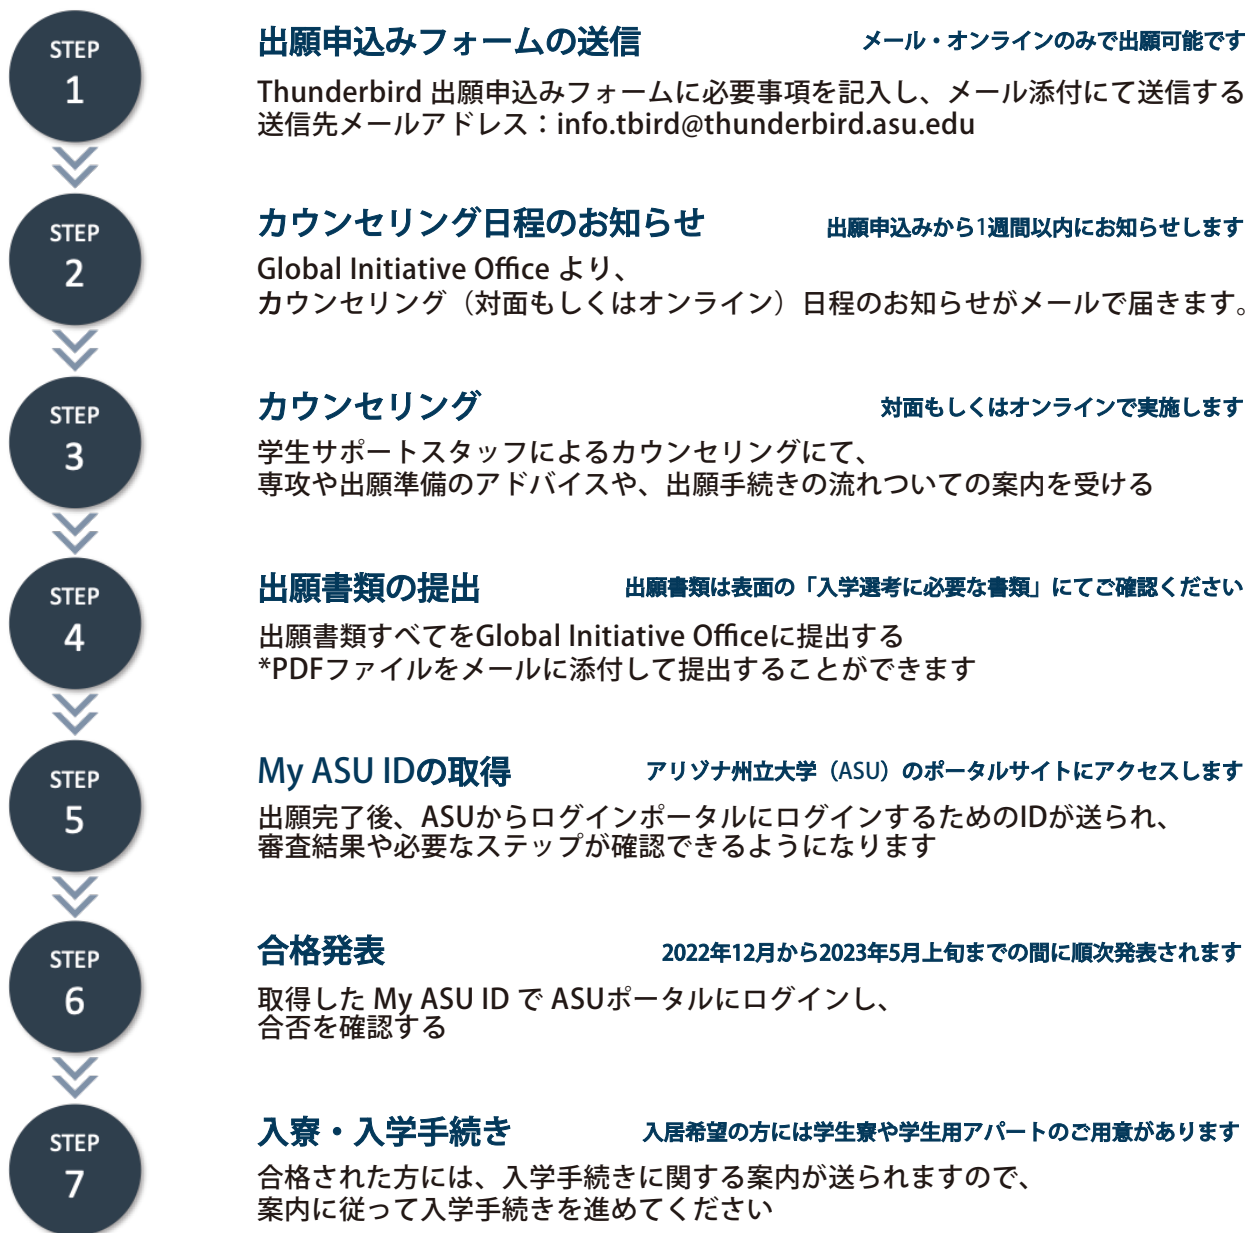 STEP
1
出願申込みフォームの送信
メール・オンラインのみで出願可能です
Thunderbird 出願申込みフォームに必要事項を記入し、メール添付にて送信する
送信先メールアドレス：info.tbird@thunderbird.asu.edu
STEP
2
カウンセリング日程のお知らせ
出願申込みから1週間以内にお知らせします
Global Initiative Office より、
カウンセリング（対面もしくはオンライン）日程のお知らせがメールで届きます。
STEP
3
カウンセリング
対面もしくはオンラインで実施します
学生サポートスタッフによるカウンセリングにて、
専攻や出願準備のアドバイスや、出願手続きの流れついての案内を受ける
STEP
4
出願書類の提出
出願書類は表面の「入学選考に必要な書類」にてご確認ください
出願書類すべてをGlobal Initiative Officeに提出する
*PDFファイルをメールに添付して提出することができます
STEP
5
My ASU IDの取得
アリゾナ州立大学（ASU）のポータルサイトにアクセスします
出願完了後、ASUからログインポータルにログインするためのIDが送られ、
審査結果や必要なステップが確認できるようになります
STEP
6
合格発表
2022年12月から2023年5月上旬までの間に順次発表されます
取得した My ASU ID で ASUポータルにログインし、
合否を確認する
STEP
7
入寮・入学手続き
入居希望の方には学生寮や学生用アパートのご用意があります
合格された方には、入学手続きに関する案内が送られますので、
案内に従って入学手続きを進めてください